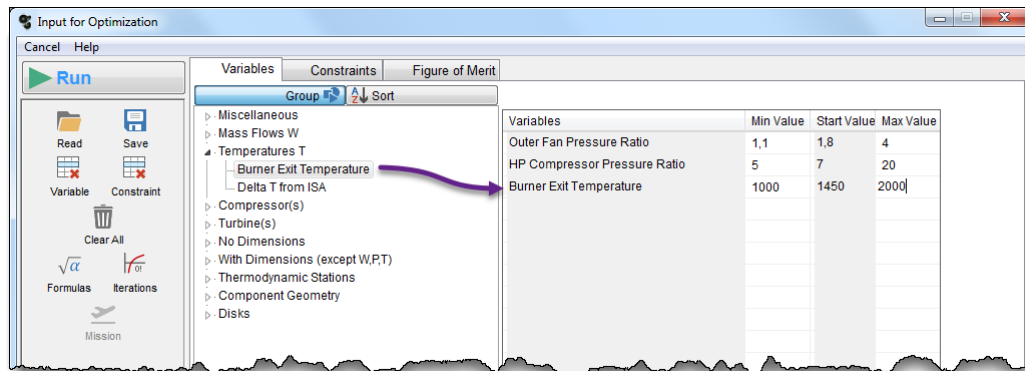 Input for Optimization
Cancel Help
Run
Read Save
Variable Constraint
Clear All
√α 0!
Formulas Iterations
Mission
Variables Constraints Figure of Merit
Group A Z Sort
Miscellaneous
Mass Flows W
Temperatures T
Burner Exit Temperature
Delta T from ISA
Compressor(s)
Turbine(s)
No Dimensions
With Dimensions (except W,P,T)
Thermodynamic Stations
Component Geometry
Disks
Variables Min Value Start Value Max Value
Outer Fan Pressure Ratio 1,1 1,8 4
HP Compressor Pressure Ratio 5 7 20
Burner Exit Temperature 1000 1450 2000